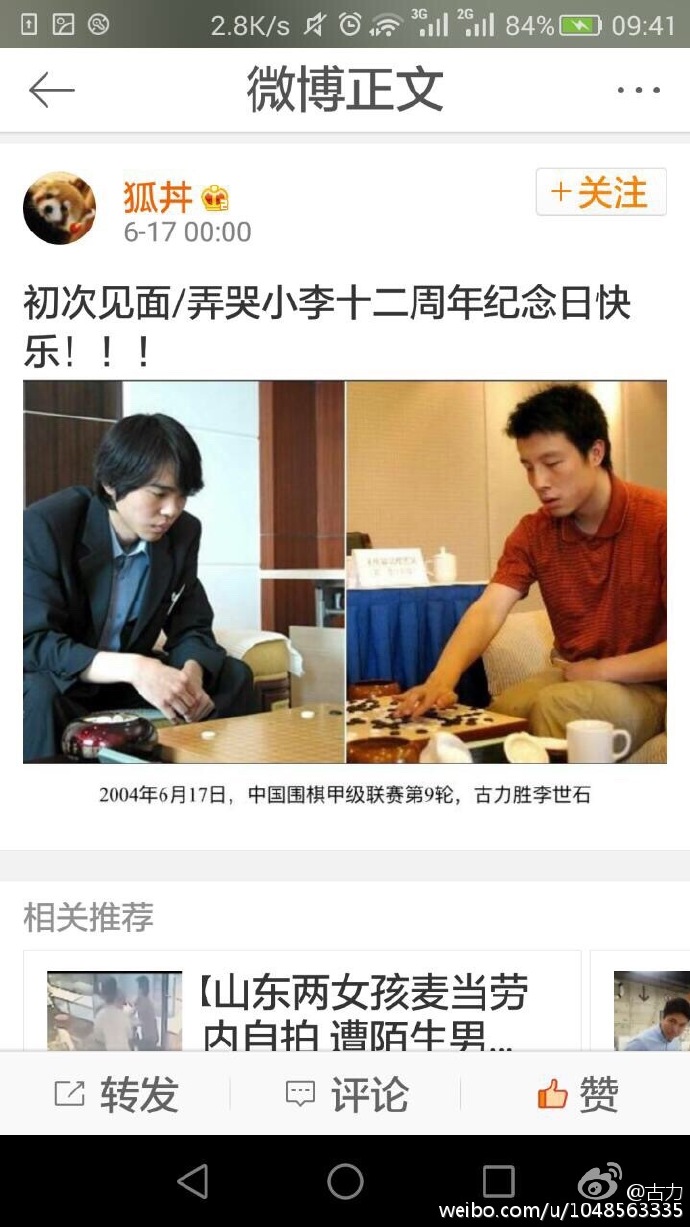 2.8K/s 3G 2G 84% 09:41
微博正文
狐丼
6-17 00:00
+关注
初次见面/弄哭小李十二周年纪念日快
乐！！！
2004年6月17日，中国围棋甲级联赛第9轮，古力胜李世石
相关推荐
【山东两女孩麦当劳
内自拍 遭陌生男...
转发
评论
赞
@古力
weibo.com/u/1048563335